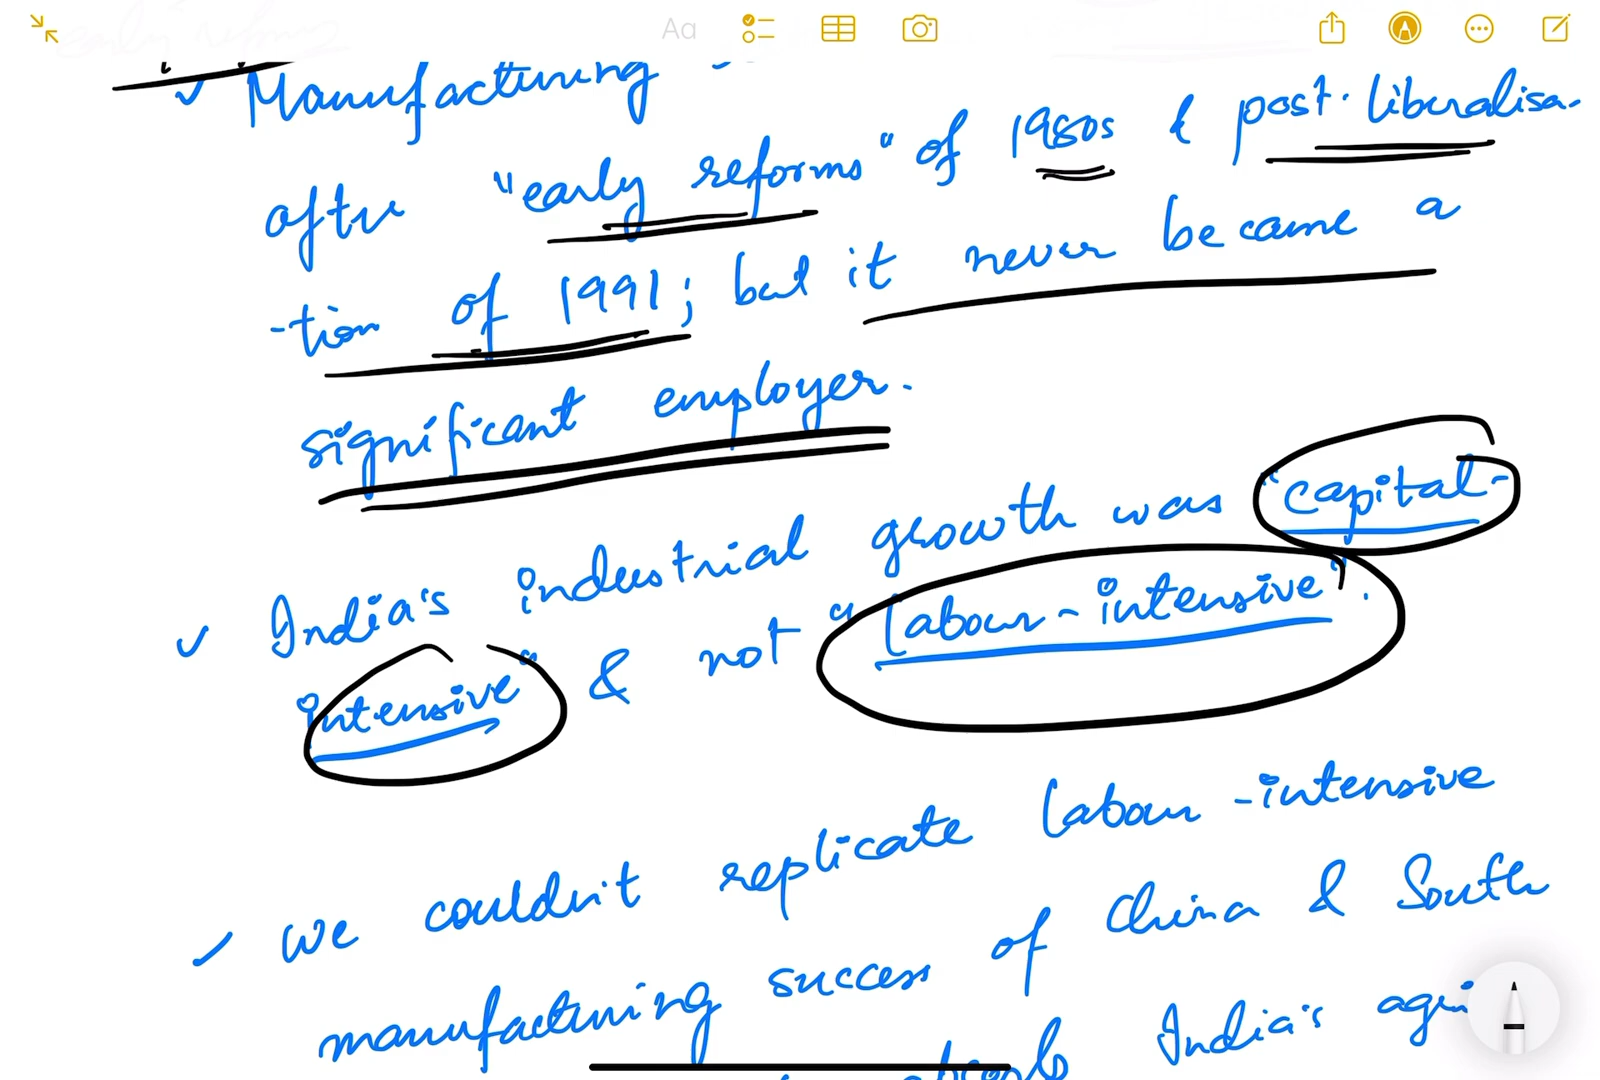 Aa
✓ Manufacturing
after "early reforms" of 1980s & post-liberalisa-
-tion of 1991; but it never became a
significant employer.
✓ India's industrial growth was "capital-
intensive" & not "labour-intensive".
✓ We couldn't replicate labour-intensive
manufacturing success of China & South
India's